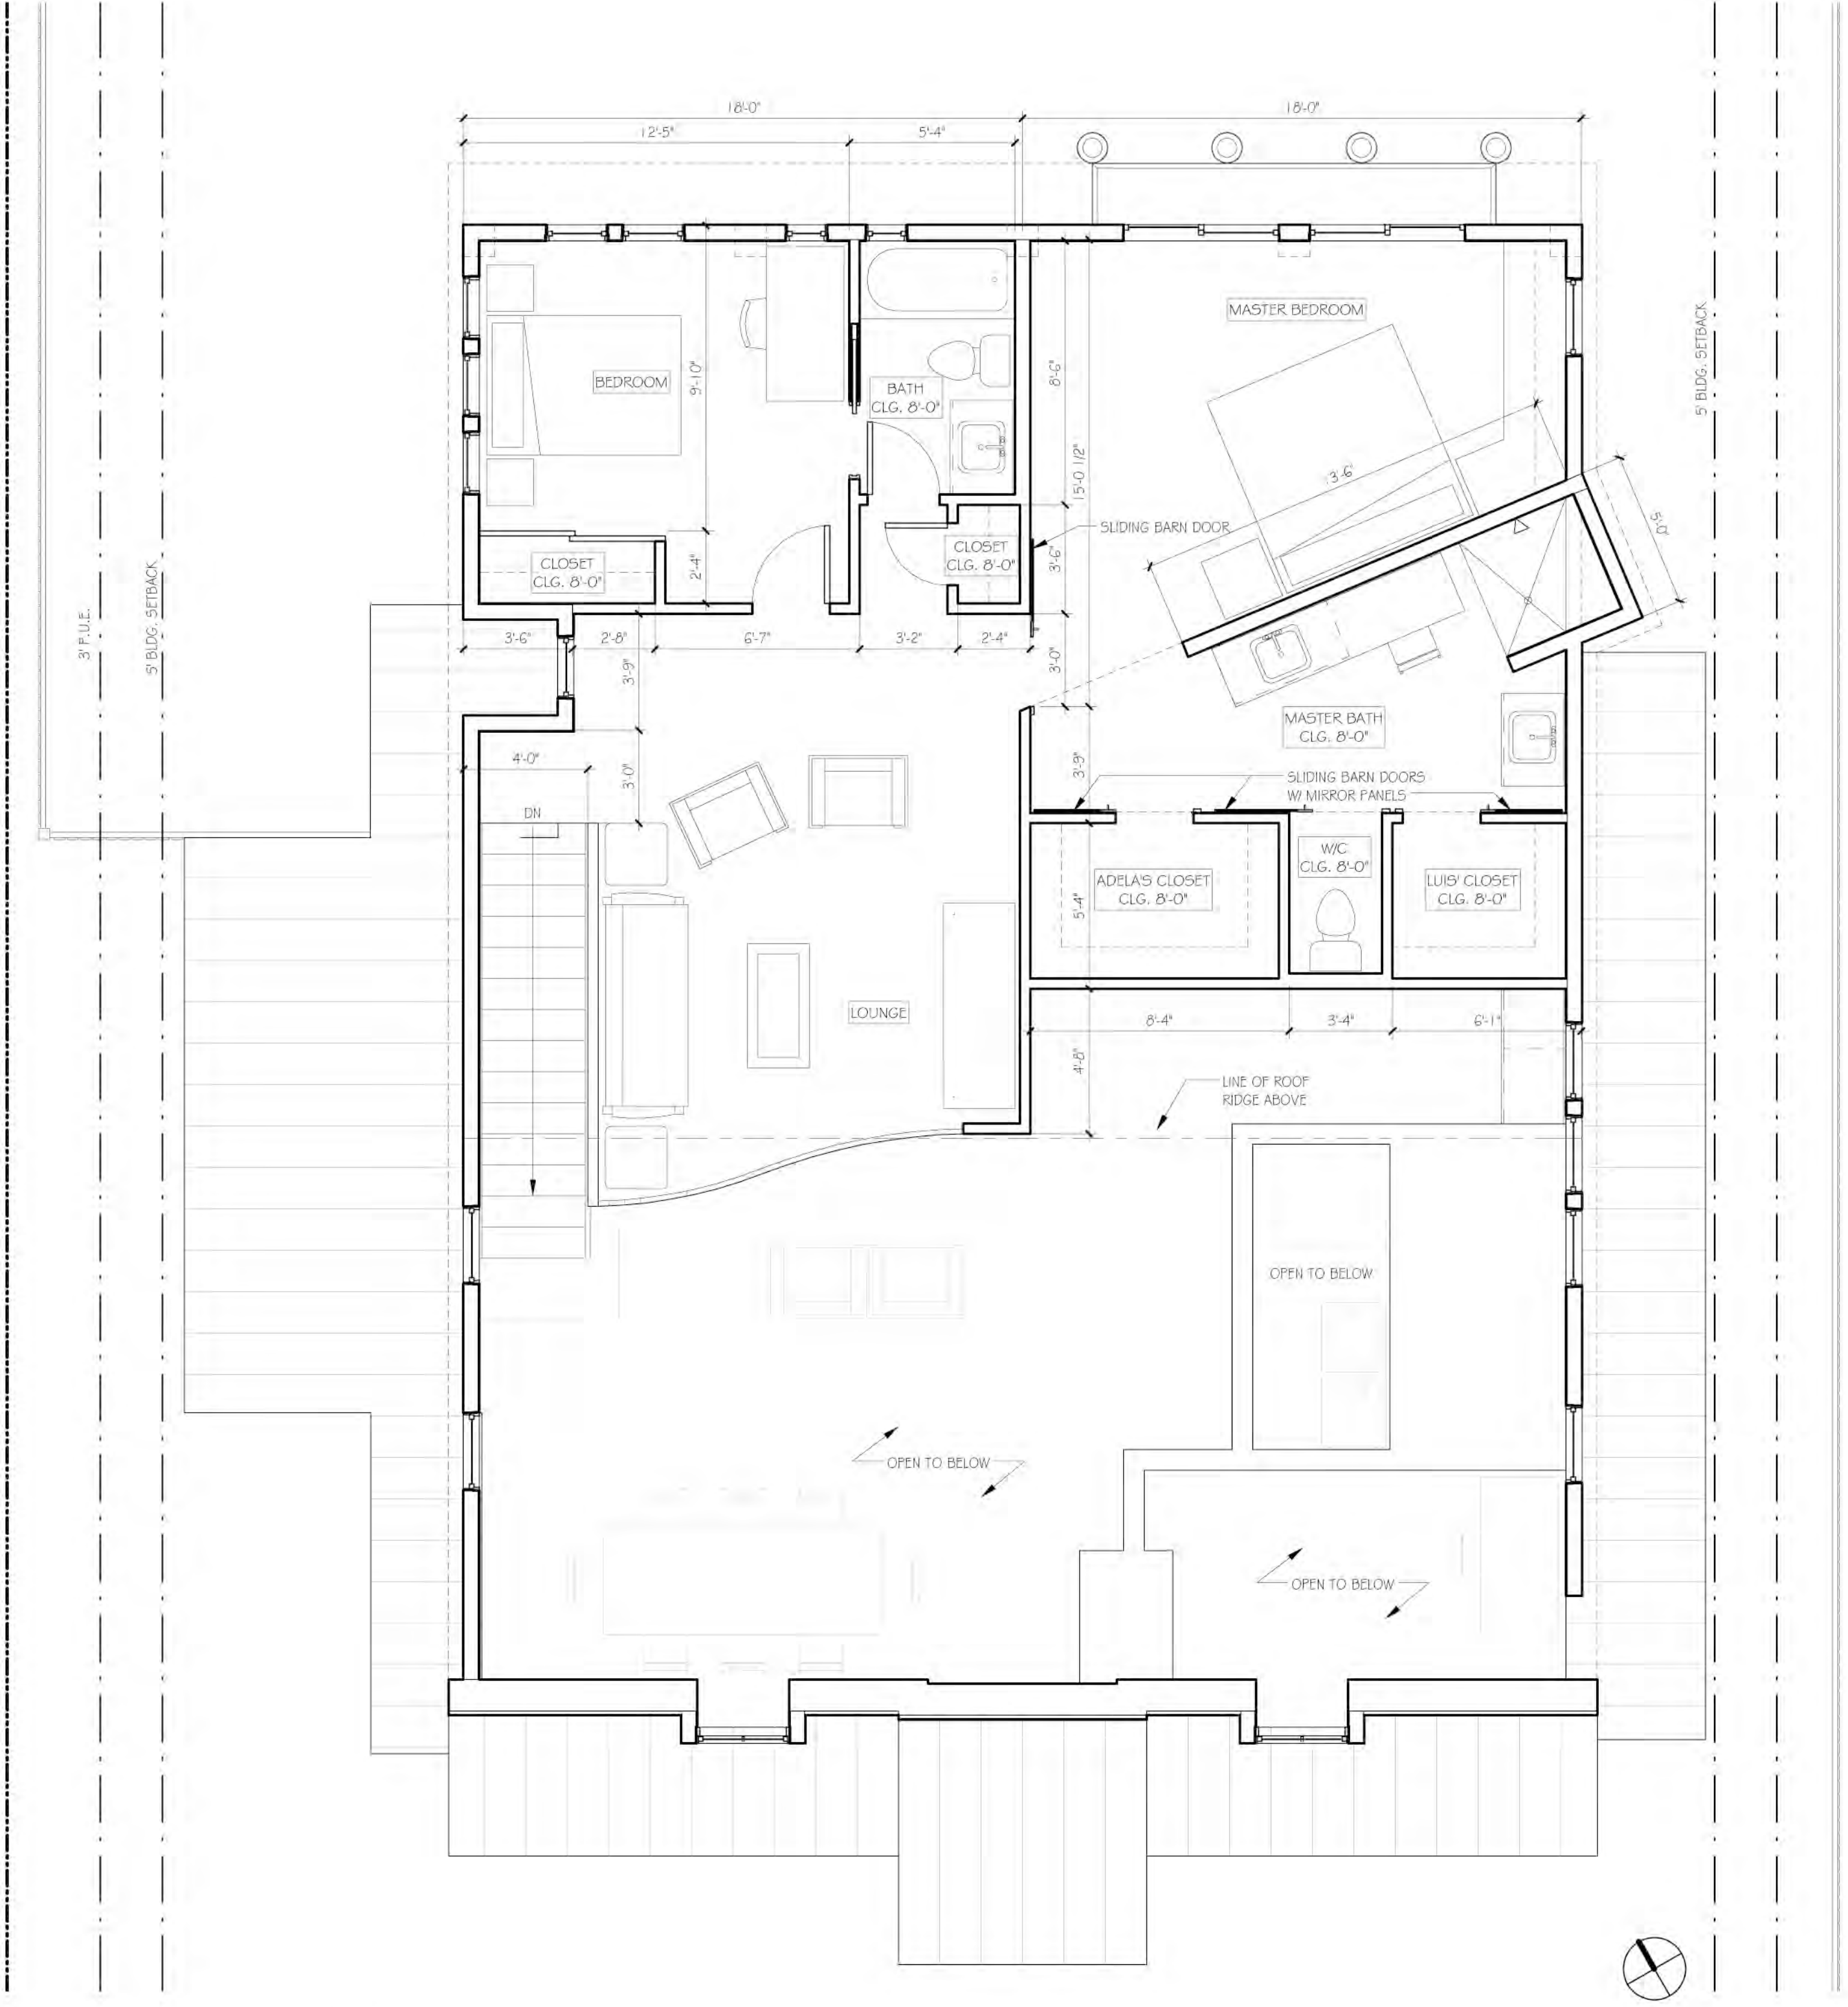 18'-0"
18'-0"
12'-5"
5'-4"
MASTER BEDROOM
5' BLDG. SETBACK
BEDROOM
9'-10"
BATH
CLG. 8'-0"
8'-6"
15'-0 1/2"
13'-6"
5'-0"
SLIDING BARN DOOR
CLOSET
CLG. 8'-0"
2'-4"
CLOSET
CLG. 8'-0"
3'-6"
3' P.U.E.
5' BLDG. SETBACK
3'-6"
2'-8"
6'-7"
3'-2"
2'-4"
3'-9"
3'-0"
MASTER BATH
CLG. 8'-0"
4'-0"
3'-0"
3'-9"
SLIDING BARN DOORS
W/ MIRROR PANELS
DN
W/C
CLG. 8'-0"
ADELA'S CLOSET
CLG. 8'-0"
LUIS' CLOSET
CLG. 8'-0"
5'-4"
LOUNGE
8'-4"
3'-4"
6'-1"
4'-8"
LINE OF ROOF
RIDGE ABOVE
OPEN TO BELOW
OPEN TO BELOW
OPEN TO BELOW